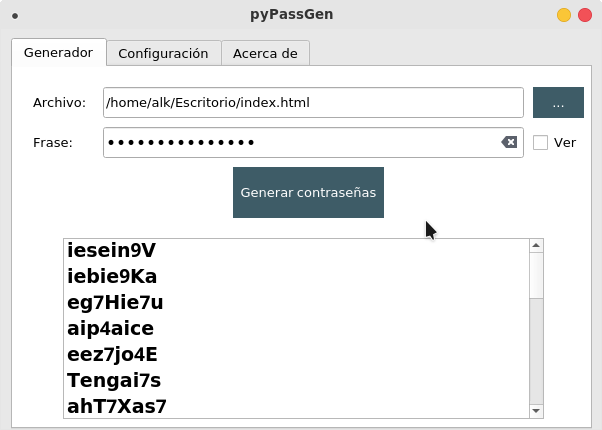 pyPassGen
Generador Configuración Acerca de
Archivo: /home/alk/Escritorio/index.html ...
Frase: ••••••••••••••• Ver
Generar contraseñas
iesein9V
iebie9Ka
eg7Hie7u
aip4aice
eez7jo4E
Tengai7s
ahT7Xas7